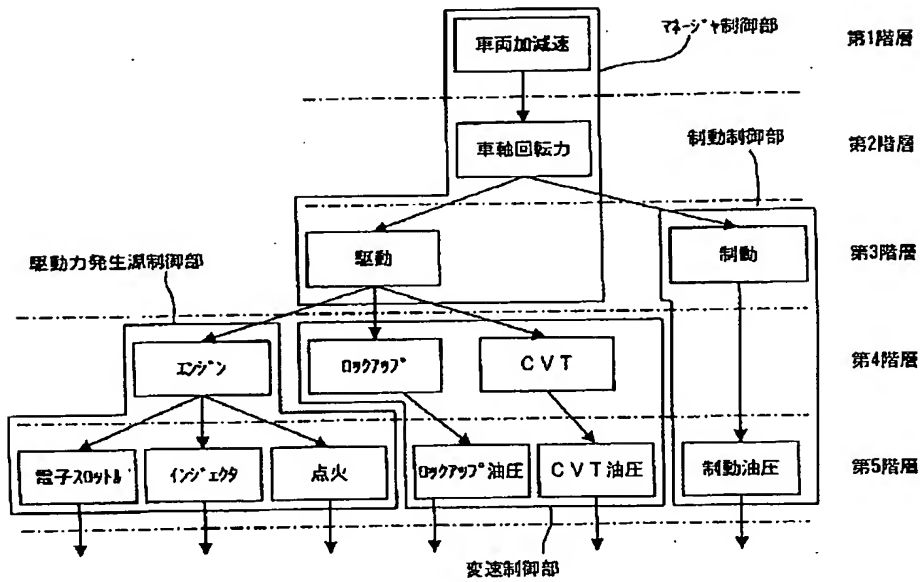 車両加減速
マネージャ制御部
第1階層
車軸回転力
制動制御部
第2階層
駆動力発生源制御部
駆動
制動
第3階層
エンジン
ロックアップ
CVT
第4階層
電子スロットル
インジェクタ
点火
ロックアップ油圧
CVT油圧
制動油圧
第5階層
変速制御部